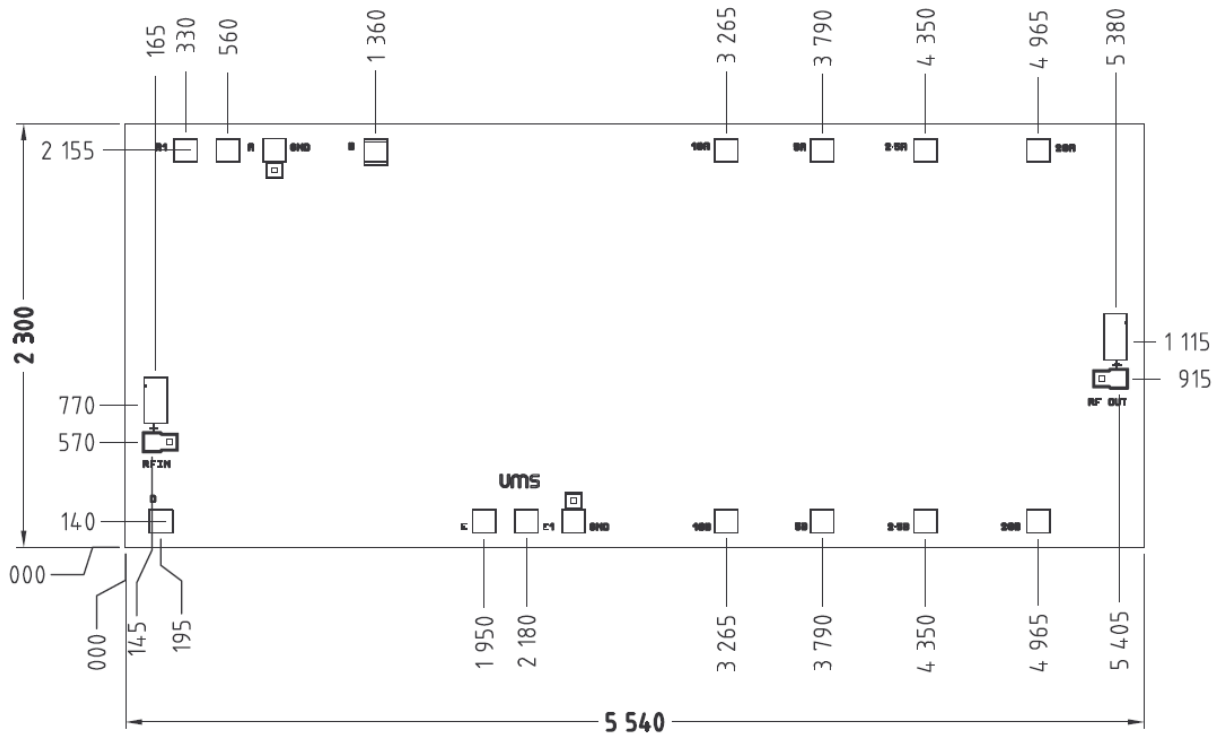 165
330
560
1 360
3 265
3 790
4 350
4 965
5 380
2 155
A1
A
GND
B
10A
5A
2.5A
20A
2 300
1 115
915
RF OUT
770
570
RFIN
D
UMS
140
E
E1
GND
10B
5B
2.5B
20B
000
000
145
195
1 950
2 180
3 265
3 790
4 350
4 965
5 405
5 540